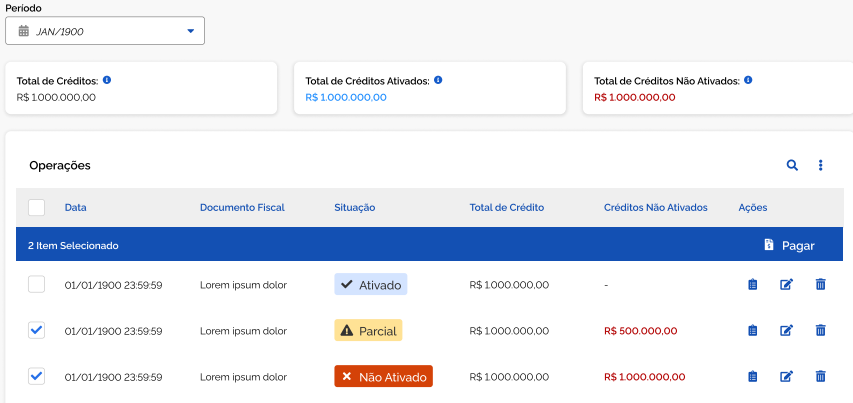 Período
JAN/1900
Total de Créditos:
R$ 1.000.000,00
Total de Créditos Ativados:
R$ 1.000.000,00
Total de Créditos Não Ativados:
R$ 1.000.000,00
Operações
Data Documento Fiscal Situação Total de Crédito Créditos Não Ativados Ações
2 Item Selecionado Pagar
01/01/1900 23:59:59 Lorem ipsum dolor Ativado R$ 1.000.000,00 -
01/01/1900 23:59:59 Lorem ipsum dolor Parcial R$ 1.000.000,00 R$ 500.000,00
01/01/1900 23:59:59 Lorem ipsum dolor Não Ativado R$ 1.000.000,00 R$ 1.000.000,00